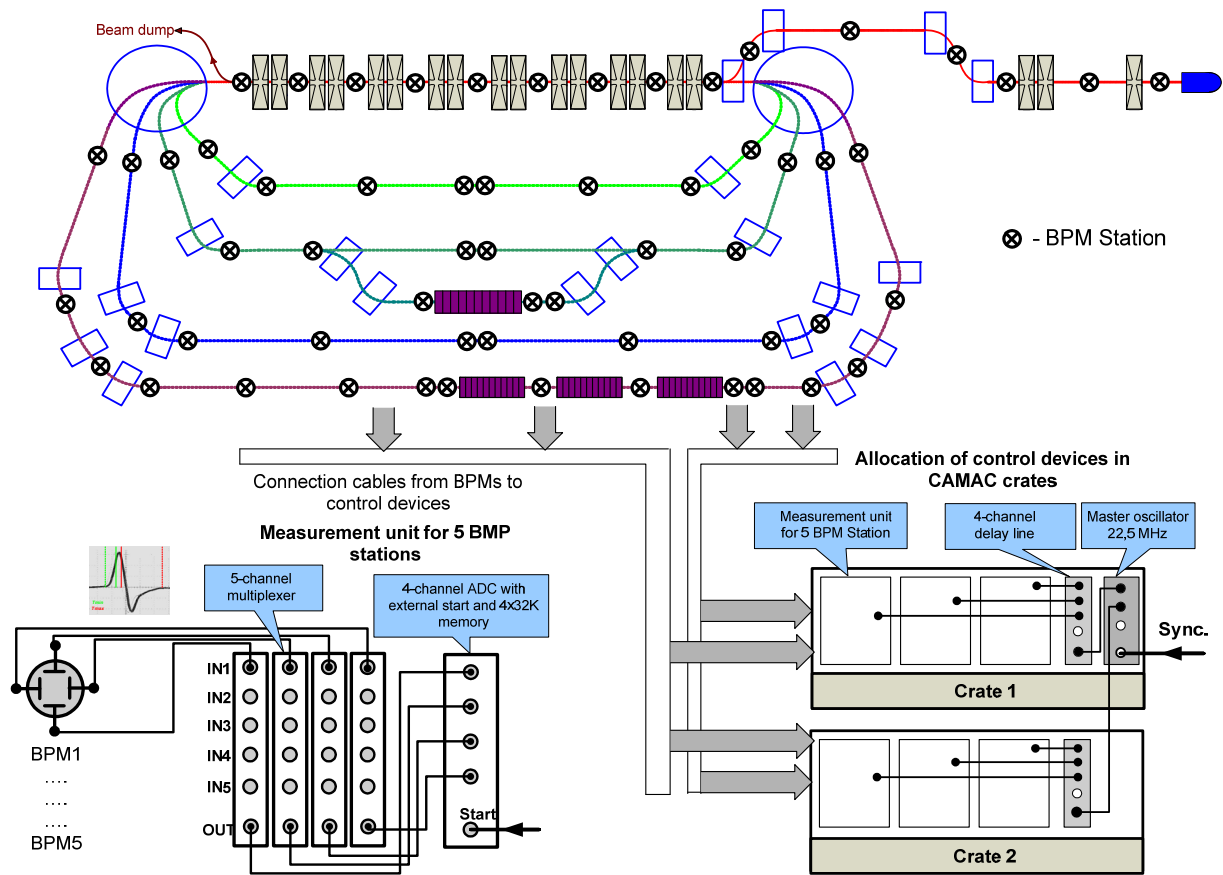 Beam dump
- BPM Station
Connection cables from BPMs to
control devices
Allocation of control devices in
CAMAC crates
Measurement unit for 5 BMP
stations
Measurement unit
for 5 BPM Station
4-channel
delay line
Master oscillator
22,5 MHz
5-channel
multiplexer
4-channel ADC with
external start and 4x32K
memory
Sync.
IN1
IN2
IN3
IN4
IN5
OUT
Start
BPM1
.....
.....
.....
BPM5
Crate 1
Crate 2